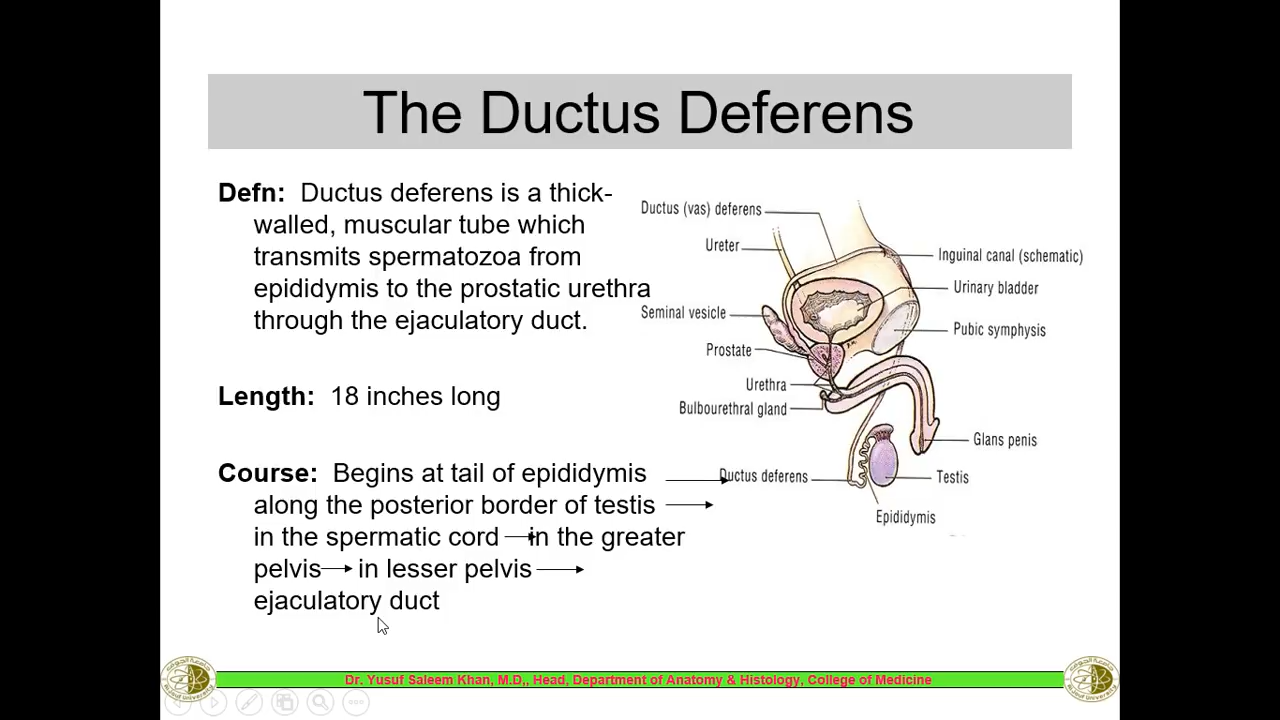 The Ductus Deferens
Defn: Ductus deferens is a thick-
walled, muscular tube which
transmits spermatozoa from
epididymis to the prostatic urethra
through the ejaculatory duct.
Length: 18 inches long
Course: Begins at tail of epididymis
along the posterior border of testis
in the spermatic cord in the greater
pelvis in lesser pelvis
ejaculatory duct
Ductus (vas) deferens
Ureter
Seminal vesicle
Prostate
Urethra
Bulbourethral gland
Ductus deferens
Inguinal canal (schematic)
Urinary bladder
Pubic symphysis
Glans penis
Testis
Epididymis
Dr. Yusuf Saleem Khan, M.D,, Head, Department of Anatomy & Histology, College of Medicine